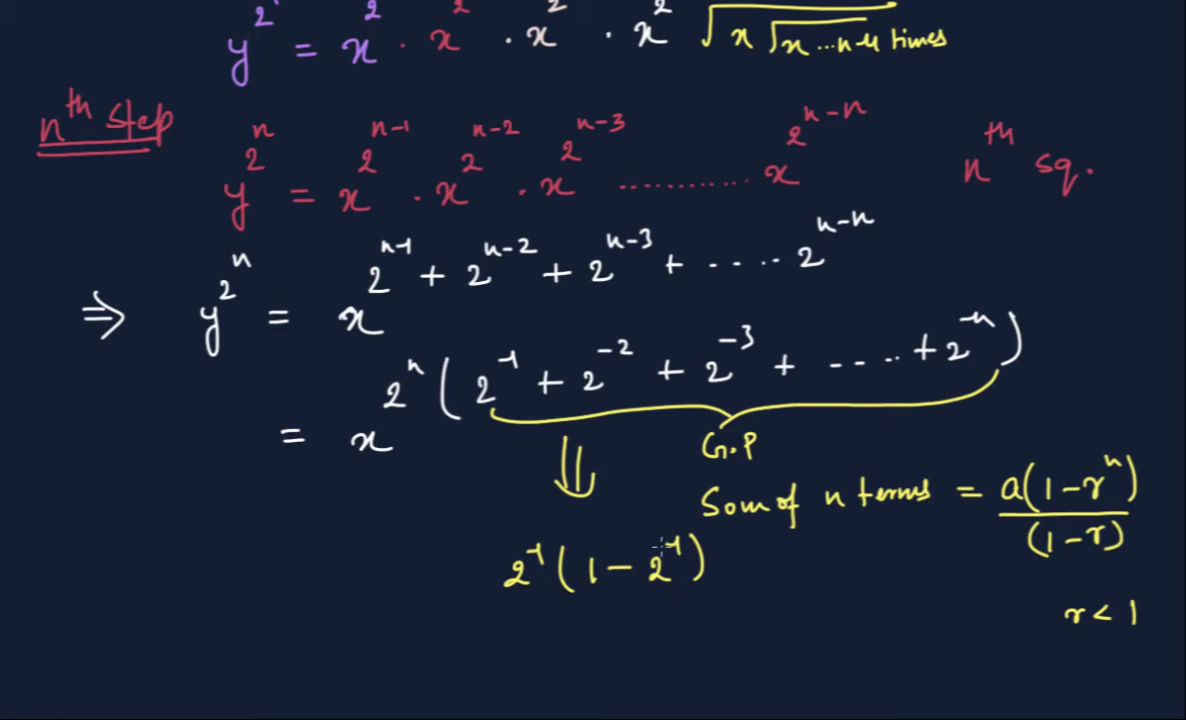 y^2 = x^2 · x^2 · x^2 · x^2 √x √x ...n-4 times
n^th step
y^2^n = x^2^(n-1) · x^2^(n-2) · x^2^(n-3) ........... x^2^(n-n) n^th sq.
⇒ y^2^n = x^(2^(n-1) + 2^(n-2) + 2^(n-3) + ..... 2^(n-n))
= x^(2^n (2^-1 + 2^-2 + 2^-3 + ..... + 2^-n))
G.P
⇓ Sum of n terms = a(1-r^n)/(1-r)
2^-1 (1 - 2^-1)
r < 1